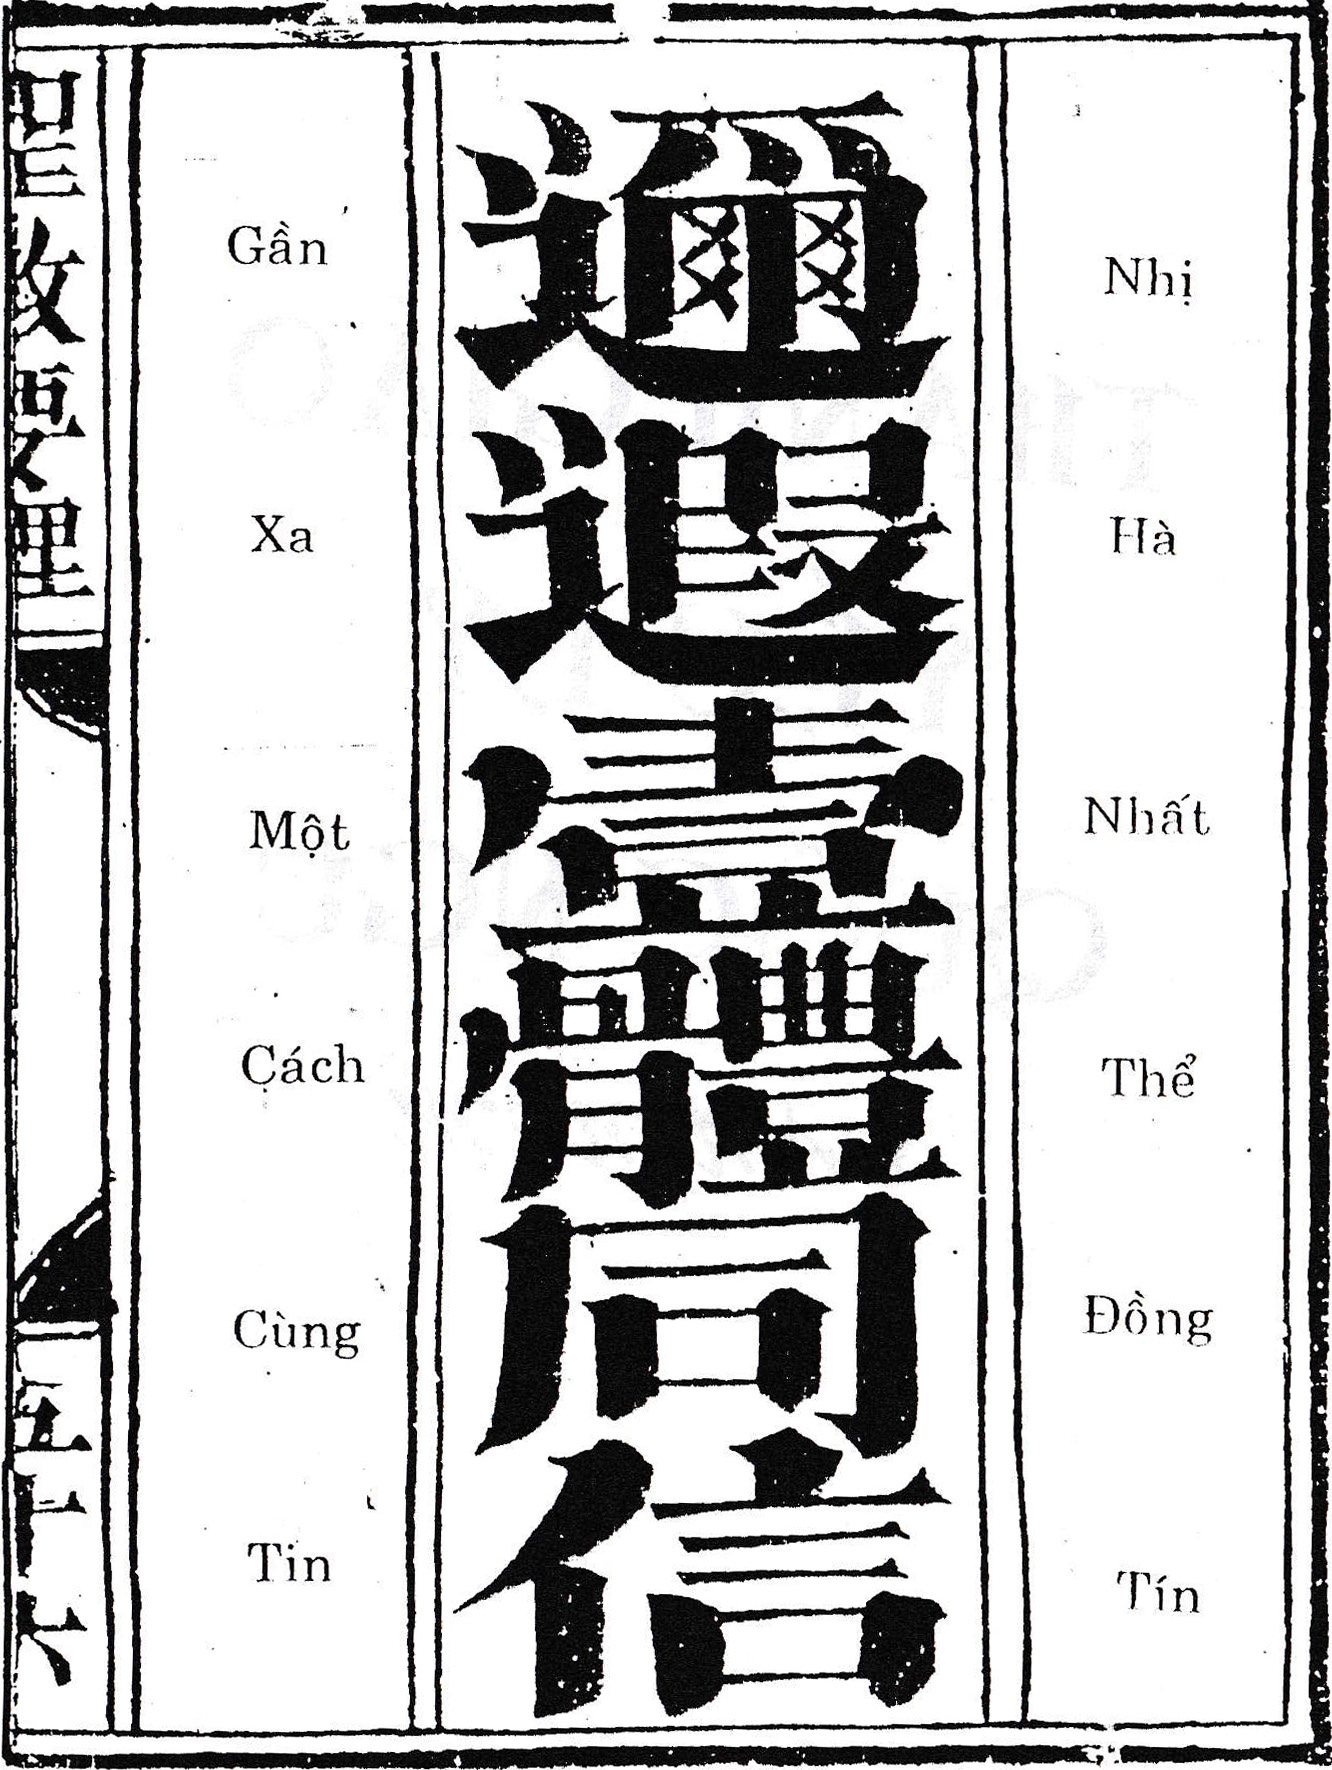 Nhị
Hà
Nhất
Thể
Đồng
Tín
邇遐壹體同信
Gần
Xa
Một
Cách
Cùng
Tin
聖教要理
五十六